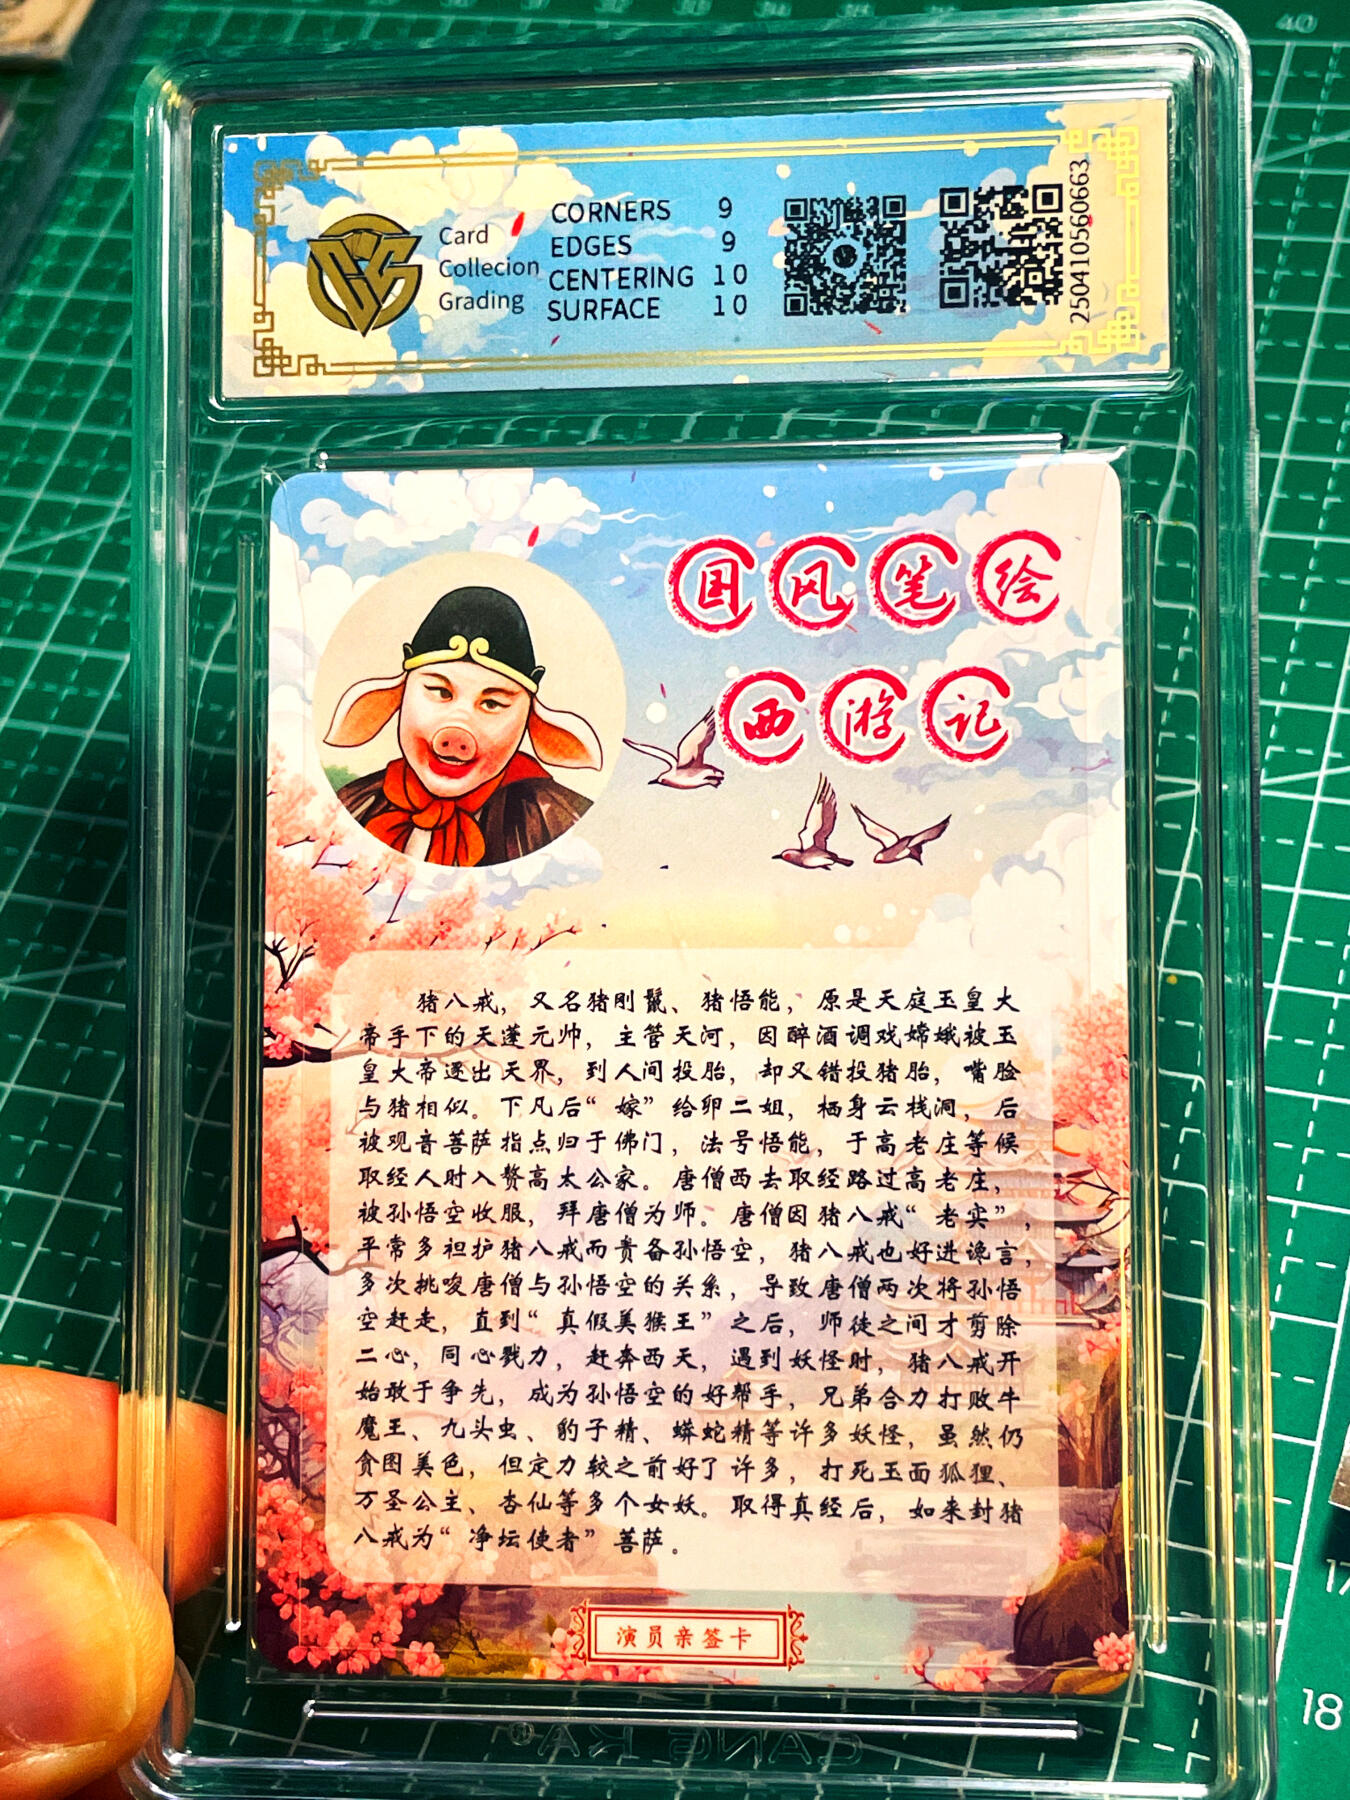 Card
Collecion
Grading
CORNERS 9
EDGES 9
CENTERING 10
SURFACE 10
250410560663
国风笔绘
西游记
猪八戒，又名猪刚鬣、猪悟能，原是天庭玉皇大
帝手下的天蓬元帅，主管天河，因醉酒调戏嫦娥被玉
皇大帝逐出天界，到人间投胎，却又错投猪胎，嘴脸
与猪相似。下凡后“嫁”给卵二姐，栖身云栈洞，后
被观音菩萨指点归于佛门，法号悟能，于高老庄等候
取经人时入赘高太公家。唐僧西去取经路过高老庄，
被孙悟空收服，拜唐僧为师。唐僧因猪八戒“老实”，
平常多袒护猪八戒而责备孙悟空，猪八戒也好进谗言，
多次挑唆唐僧与孙悟空的关系，导致唐僧两次将孙悟
空赶走，直到“真假美猴王”之后，师徒之间才剪除
二心，同心戮力，赶奔西天，遇到妖怪时，猪八戒开
始敢于争先，成为孙悟空的好帮手，兄弟合力打败牛
魔王、九头虫、豹子精、蟒蛇精等许多妖怪，虽然仍
贪图美色，但定力较之前好了许多，打死玉面狐狸、
万圣公主、杏仙等多个女妖。取得真经后，如来封猪
八戒为“净坛使者”菩萨。
演员亲签卡
40
17
18